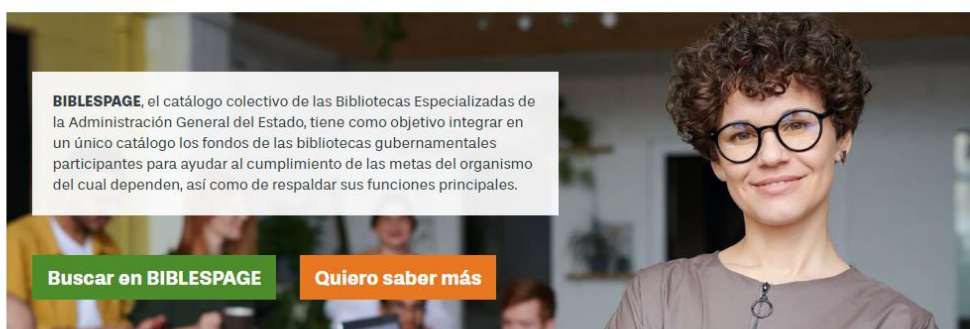 BIBLESPAGE, el catálogo colectivo de las Bibliotecas Especializadas de
la Administración General del Estado, tiene como objetivo integrar en
un único catálogo los fondos de las bibliotecas gubernamentales
participantes para ayudar al cumplimiento de las metas del organismo
del cual dependen, así como de respaldar sus funciones principales.
Buscar en BIBLESPAGE
Quiero saber más